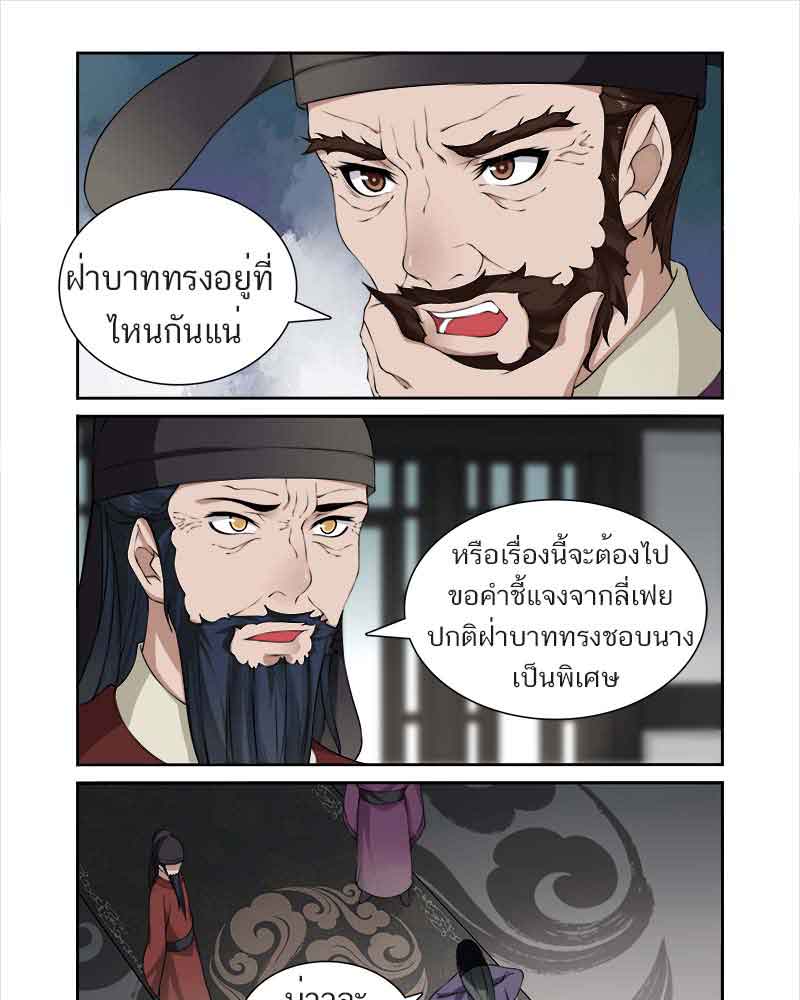 ฝ่าบาททรงอยู่ที่
ไหนกันแน่
หรือเรื่องนี้จะต้องไป
ขอคำชี้แจงจากลี่เฟย
ปกติฝ่าบาททรงชอบนาง
เป็นพิเศษ